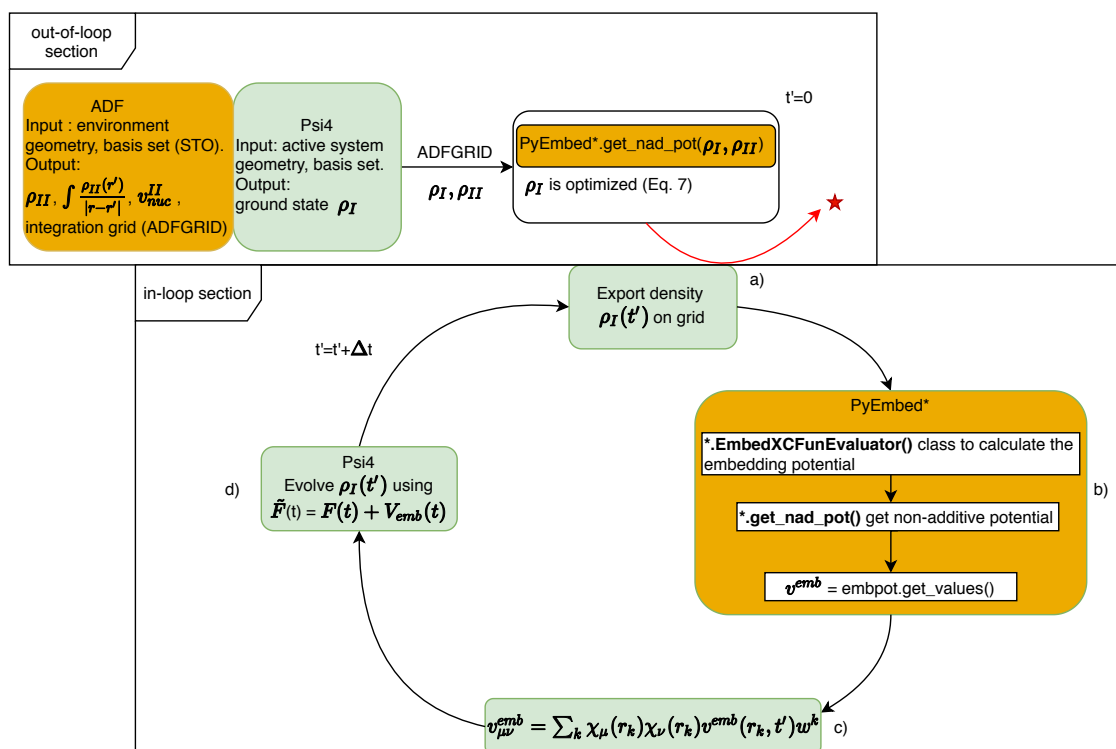 out-of-loop
section
ADF
Input : environment
geometry, basis set (STO).
Output:
ρ_II, ∫ ρ_II(r')/|r−r'|, v^II_nuc,
integration grid (ADFGRID)
Psi4
Input: active system
geometry, basis set.
Output:
ground state ρ_I
ADFGRID
ρ_I, ρ_II
t'=0
PyEmbed*.get_nad_pot(ρ_I, ρ_II)
ρ_I is optimized (Eq. 7)
in-loop section
a)
Export density
ρ_I(t') on grid
t'=t'+Δt
PyEmbed*
*.EmbedXCFunEvaluator() class to calculate the
embedding potential
b)
*.get_nad_pot() get non-additive potential
v^emb = embpot.get_values()
d)
Psi4
Evolve ρ_I(t') using
F̃(t) = F(t) + V_emb(t)
v^emb_μν = ∑_k χ_μ(r_k)χ_ν(r_k)v^emb(r_k, t')w^k
c)